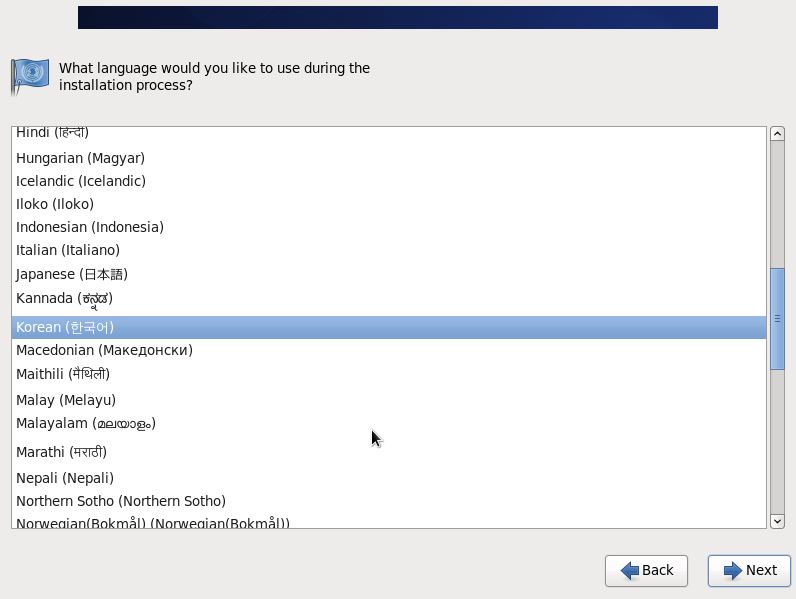 What language would you like to use during the
installation process?
Hindi (हिन्दी)
Hungarian (Magyar)
Icelandic (Icelandic)
Iloko (Iloko)
Indonesian (Indonesia)
Italian (Italiano)
Japanese (日本語)
Kannada (ಕನ್ನಡ)
Korean (한국어)
Macedonian (Македонски)
Maithili (मैथिली)
Malay (Melayu)
Malayalam (മലയാളം)
Marathi (मराठी)
Nepali (Nepali)
Northern Sotho (Northern Sotho)
Norwegian(Bokmål) (Norwegian(Bokmål))
Back Next